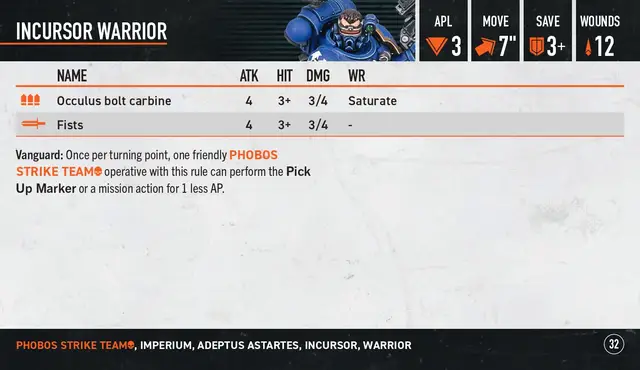 INCURSOR WARRIOR
APL MOVE SAVE WOUNDS
3 7" 3+ 12
NAME ATK HIT DMG WR
Occulus bolt carbine 4 3+ 3/4 Saturate
Fists 4 3+ 3/4 -
Vanguard: Once per turning point, one friendly PHOBOS
STRIKE TEAM operative with this rule can perform the Pick
Up Marker or a mission action for 1 less AP.
PHOBOS STRIKE TEAM, IMPERIUM, ADEPTUS ASTARTES, INCURSOR, WARRIOR
32